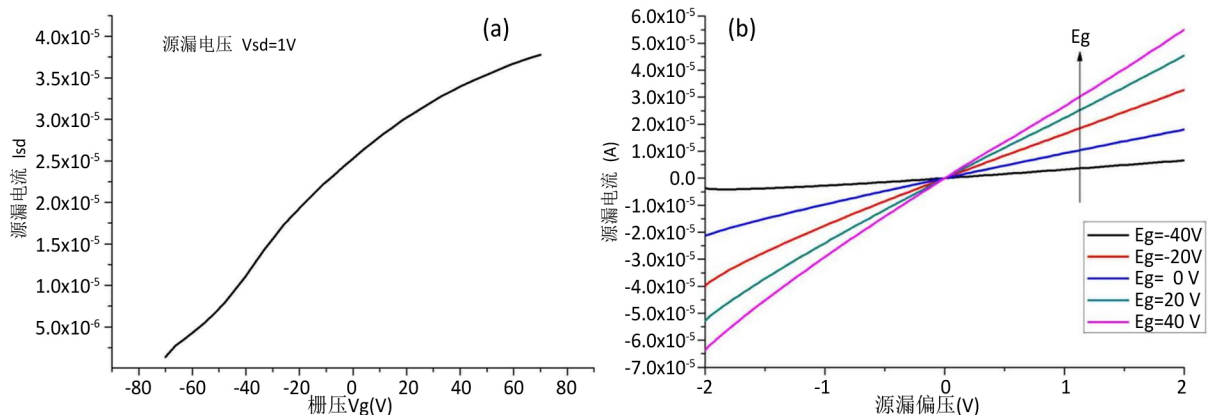 (a)
源漏电压 Vsd=1V
源漏电流 Isd
4.0x10⁻⁵
3.5x10⁻⁵
3.0x10⁻⁵
2.5x10⁻⁵
2.0x10⁻⁵
1.5x10⁻⁵
1.0x10⁻⁵
5.0x10⁻⁶
-80 -60 -40 -20 0 20 40 60 80
栅压Vg(V)
(b)
Eg
源漏电流 (A)
6.0x10⁻⁵
5.0x10⁻⁵
4.0x10⁻⁵
3.0x10⁻⁵
2.0x10⁻⁵
1.0x10⁻⁵
0.0
-1.0x10⁻⁵
-2.0x10⁻⁵
-3.0x10⁻⁵
-4.0x10⁻⁵
-5.0x10⁻⁵
-6.0x10⁻⁵
-7.0x10⁻⁵
Eg=-40V
Eg=-20V
Eg= 0 V
Eg=20 V
Eg=40 V
-2 -1 0 1 2
源漏偏压(V)